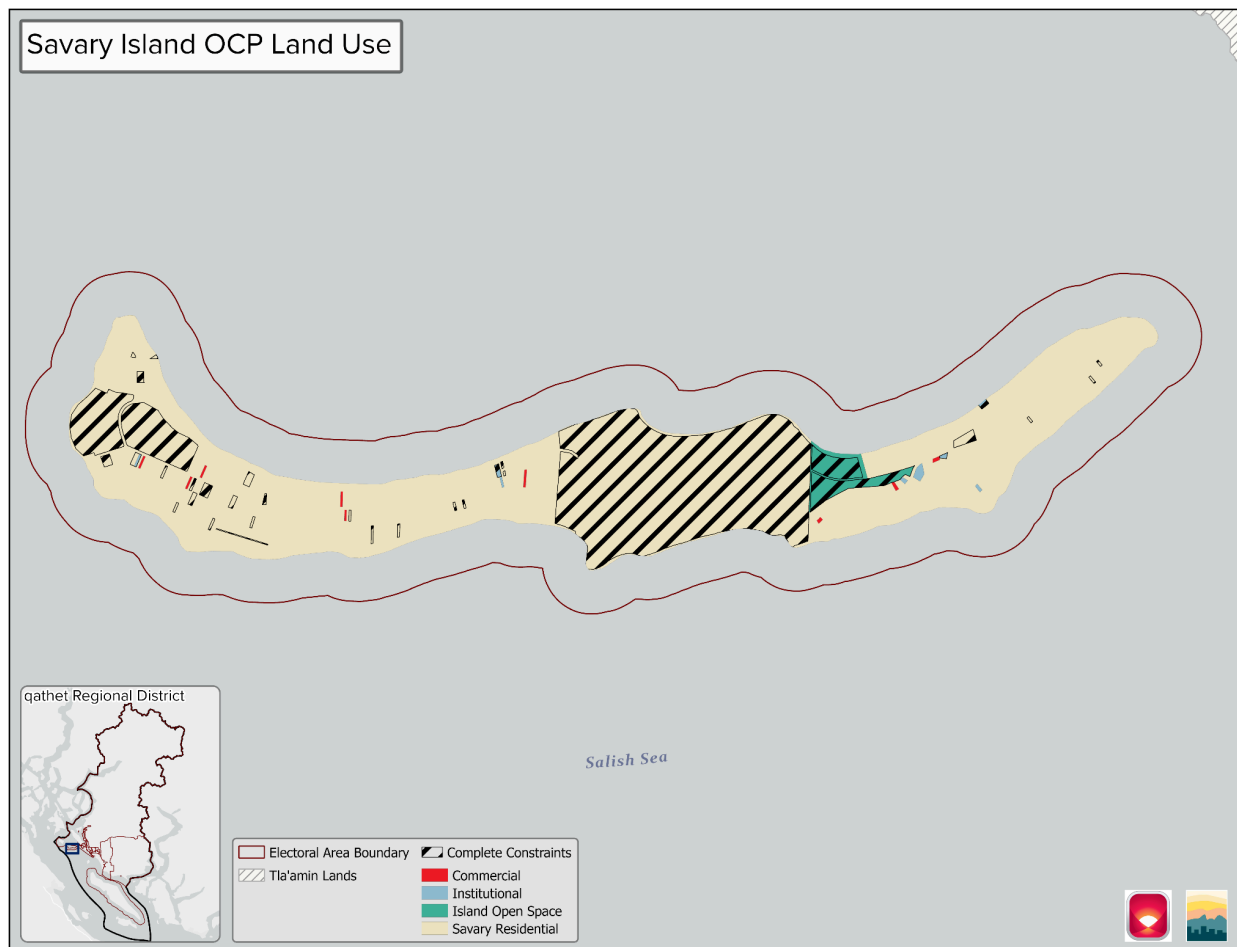 Savary Island OCP Land Use
Salish Sea
qathet Regional District
Electoral Area Boundary
Tla'amin Lands
Complete Constraints
Commercial
Institutional
Island Open Space
Savary Residential